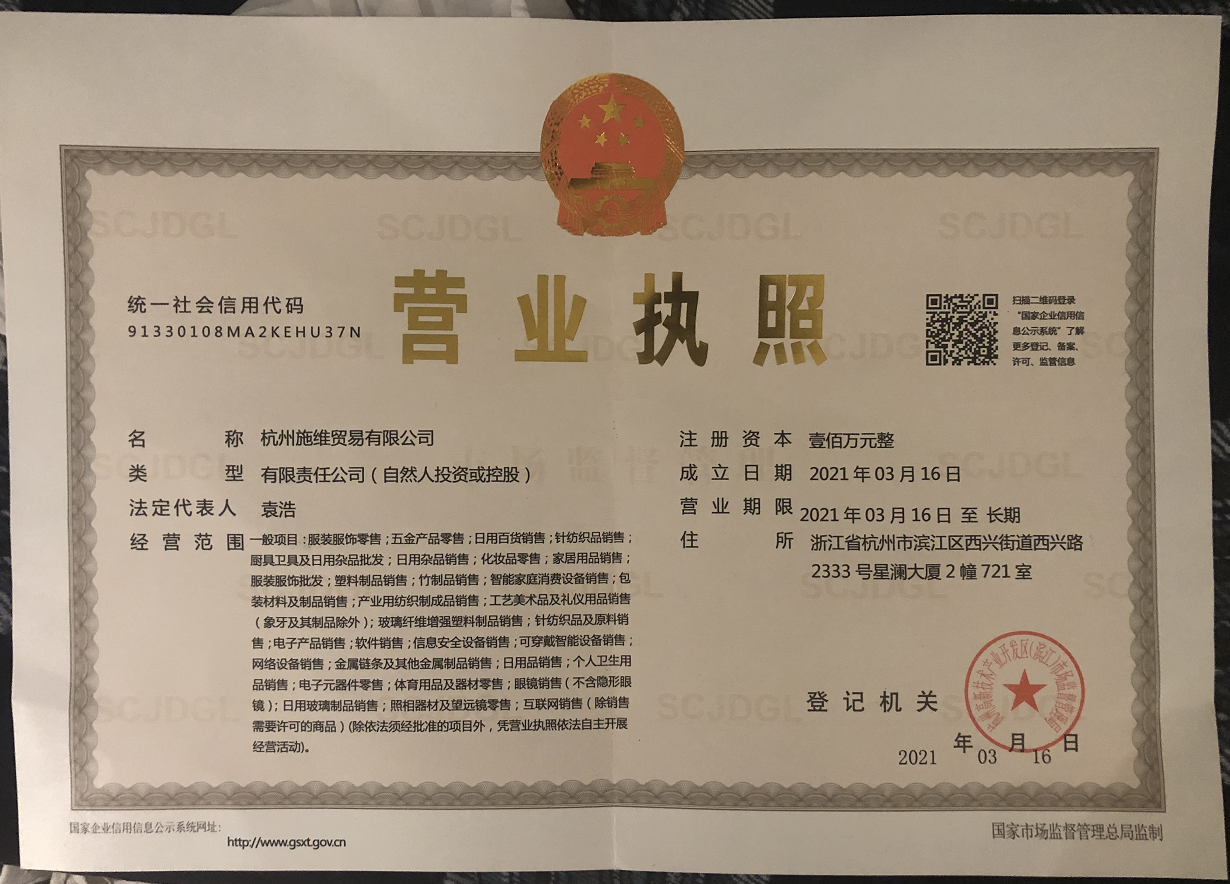 营业执照
统一社会信用代码
91330108MA2KEHU37N
扫描二维码登录
“国家企业信用信
息公示系统”了解
更多登记、备案、
许可、监管信息
名称 杭州施维贸易有限公司
类型 有限责任公司（自然人投资或控股）
法定代表人 袁浩
经营范围 一般项目：服装服饰零售；五金产品零售；日用百货销售；针纺织品销售；
厨具卫具及日用杂品批发；日用杂品销售；化妆品零售；家居用品销售；
服装服饰批发；塑料制品销售；竹制品销售；智能家庭消费设备销售；包
装材料及制品销售；产业用纺织制成品销售；工艺美术品及礼仪用品销售
（象牙及其制品除外）；玻璃纤维增强塑料制品销售；针纺织品及原料销
售；电子产品销售；软件销售；信息安全设备销售；可穿戴智能设备销售；
网络设备销售；金属链条及其他金属制品销售；日用品销售；个人卫生用
品销售；电子元器件零售；体育用品及器材零售；眼镜销售（不含隐形眼
镜）；日用玻璃制品销售；照相器材及望远镜零售；互联网销售（除销售
需要许可的商品）(除依法须经批准的项目外，凭营业执照依法自主开展
经营活动)。
注册资本 壹佰万元整
成立日期 2021年03月16日
营业期限 2021年03月16日 至 长期
住所 浙江省杭州市滨江区西兴街道西兴路
2333号星澜大厦2幢721室
登记机关
2021年03月16日
国家企业信用信息公示系统网址：
http://www.gsxt.gov.cn
国家市场监督管理总局监制
SCJDGL